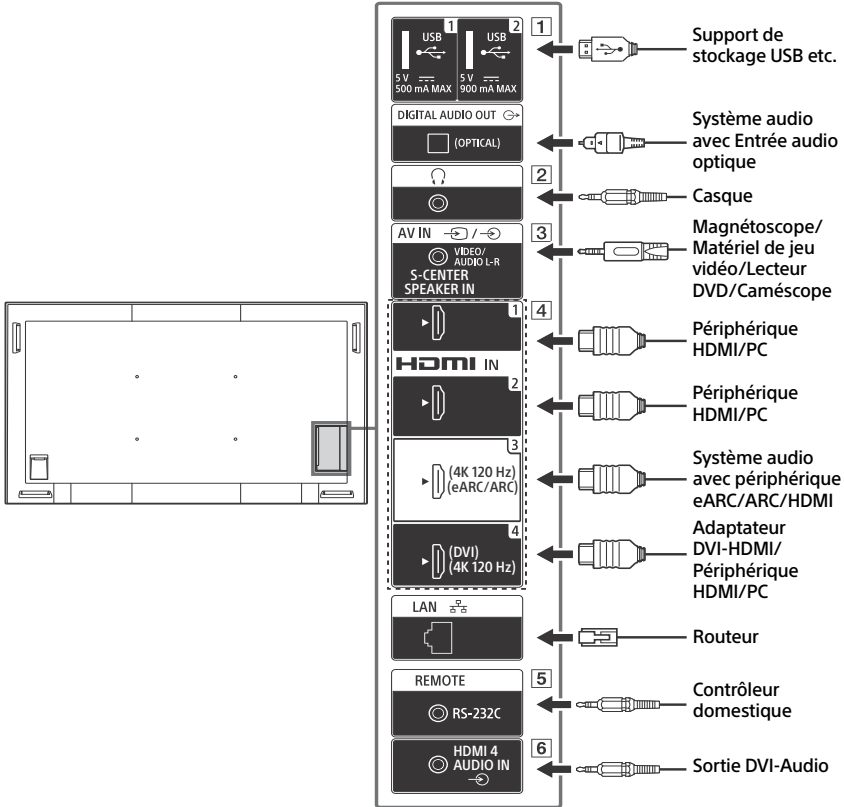 1
2
1
USB
USB
5 V
500 mA MAX
5 V
900 mA MAX
Support de
stockage USB etc.
DIGITAL AUDIO OUT
(OPTICAL)
Système audio
avec Entrée audio
optique
2
Casque
AV IN
/
3
VIDEO/
AUDIO L-R
S-CENTER
SPEAKER IN
Magnétoscope/
Matériel de jeu
vidéo/Lecteur
DVD/Caméscope
1
4
Périphérique
HDMI/PC
HDMI IN
2
Périphérique
HDMI/PC
3
(4K 120 Hz)
(eARC/ARC)
Système audio
avec périphérique
eARC/ARC/HDMI
4
(DVI)
(4K 120 Hz)
Adaptateur
DVI-HDMI/
Périphérique
HDMI/PC
LAN
Routeur
REMOTE
5
RS-232C
Contrôleur
domestique
6
HDMI 4
AUDIO IN
Sortie DVI-Audio